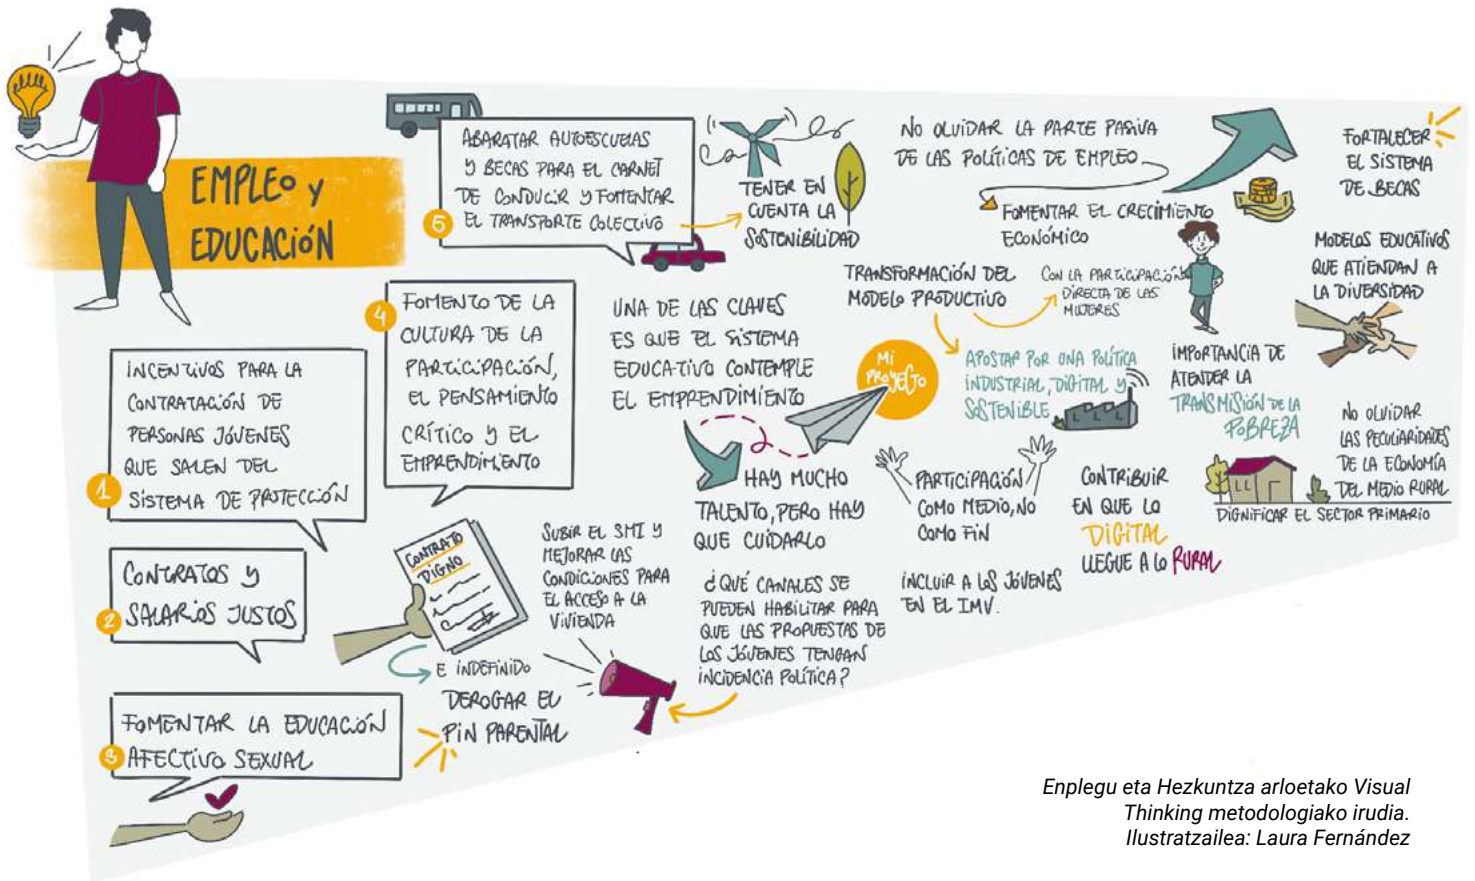 EMPLEO y
EDUCACIÓN
1
INCENTIVOS PARA LA
CONTRATACIÓN DE
PERSONAS JÓVENES
QUE SALEN DEL
SISTEMA DE PROTECCIÓN
2
CONTRATOS Y
SALARIOS JUSTOS
3
FOMENTAR LA EDUCACIÓN
AFECTIVO SEXUAL
4
FOMENTO DE LA
CULTURA DE LA
PARTICIPACIÓN,
EL PENSAMIENTO
CRÍTICO Y EL
EMPRENDIMIENTO
5
ABARATAR AUTOESCUELAS
Y BECAS PARA EL CARNET
DE CONDUCIR Y FOMENTAR
EL TRANSPORTE COLECTIVO
TENER EN
CUENTA LA
SOSTENIBILIDAD
CONTRATO
DIGNO
E INDEFINIDO
DEROGAR EL
PIN PARENTAL
SUBIR EL SMI Y
MEJORAR LAS
CONDICIONES PARA
EL ACCESO A LA
VIVIENDA
UNA DE LAS CLAVES
ES QUE EL SISTEMA
EDUCATIVO CONTEMPLE
EL EMPRENDIMIENTO
HAY MUCHO
TALENTO, PERO HAY
QUE CUIDARLO
¿QUÉ CANALES SE
PUEDEN HABILITAR PARA
QUE LAS PROPUESTAS DE
LOS JÓVENES TENGAN
INCIDENCIA POLÍTICA?
MI
PROYECTO
NO OLVIDAR LA PARTE PASIVA
DE LAS POLÍTICAS DE EMPLEO
FOMENTAR EL CRECIMIENTO
ECONÓMICO
TRANSFORMACIÓN DEL
MODELO PRODUCTIVO
CON LA PARTICIPACIÓN
DIRECTA DE LAS
MUJERES
APOSTAR POR UNA POLÍTICA
INDUSTRIAL, DIGITAL Y
SOSTENIBLE
PARTICIPACIÓN
COMO MEDIO, NO
COMO FIN
INCLUIR A LOS JÓVENES
EN EL IMV.
CONTRIBUIR
EN QUE LO
DIGITAL
LLEGUE A LO RURAL
FORTALECER
EL SISTEMA
DE BECAS
MODELOS EDUCATIVOS
QUE ATIENDAN A
LA DIVERSIDAD
IMPORTANCIA DE
ATENDER LA
TRANSMISIÓN DE LA
POBREZA
NO OLVIDAR
LAS PECULIARIDADES
DE LA ECONOMÍA
DEL MEDIO RURAL
DIGNIFICAR EL SECTOR PRIMARIO
Enplegu eta Hezkuntza arloetako Visual
Thinking metodologiako irudia.
Ilustratzailea: Laura Fernández